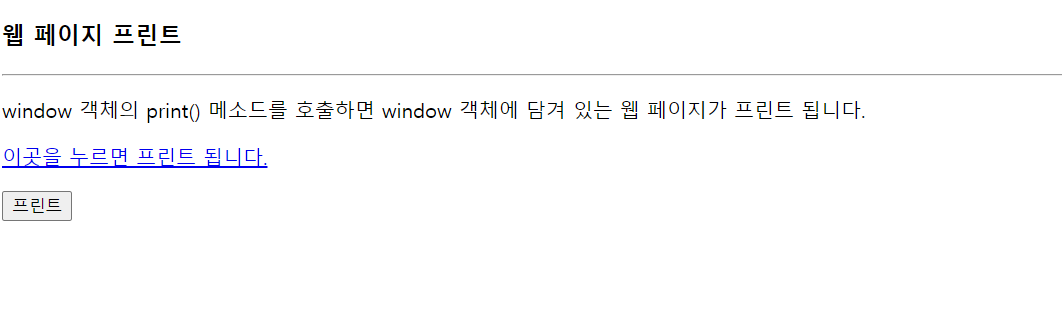 웹 페이지 프린트
window 객체의 print() 메소드를 호출하면 window 객체에 담겨 있는 웹 페이지가 프린트 됩니다.
이곳을 누르면 프린트 됩니다.
프린트